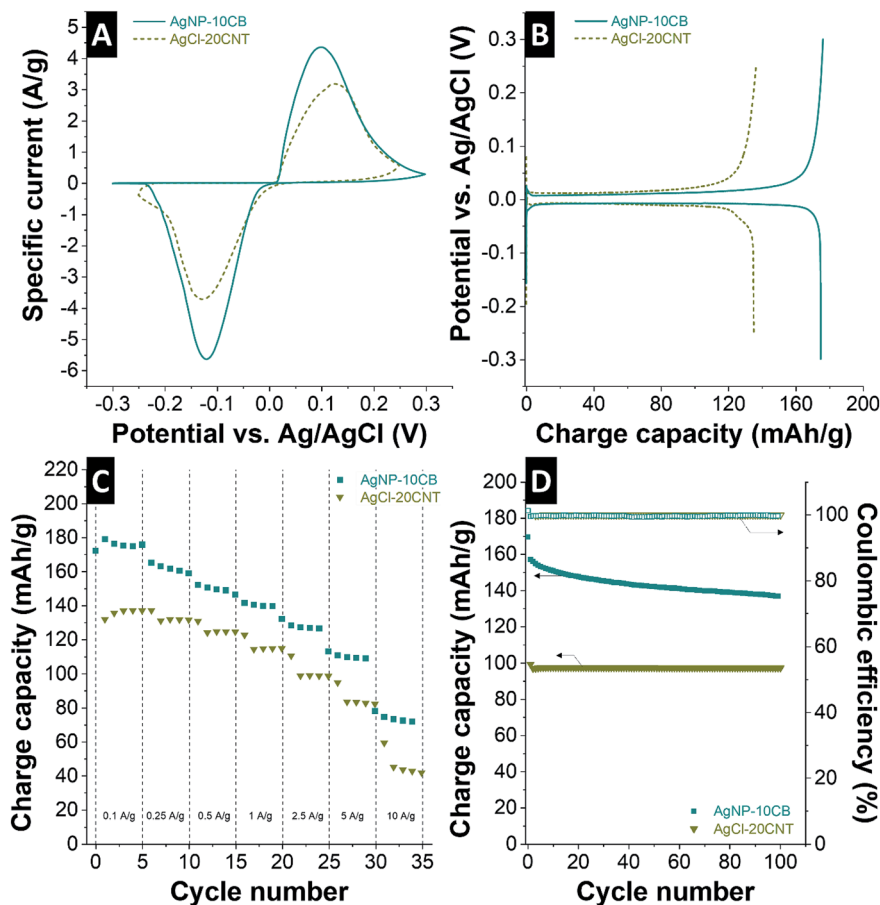 A
AgNP-10CB
AgCl-20CNT
Specific current (A/g)
5
4
3
2
1
0
-1
-2
-3
-4
-5
-6
-0.3 -0.2 -0.1 0.0 0.1 0.2 0.3
Potential vs. Ag/AgCl (V)
B
AgNP-10CB
AgCl-20CNT
Potential vs. Ag/AgCl (V)
0.3
0.2
0.1
0.0
-0.1
-0.2
-0.3
0 40 80 120 160 200
Charge capacity (mAh/g)
C
AgNP-10CB
AgCl-20CNT
Charge capacity (mAh/g)
220
200
180
160
140
120
100
80
60
40
20
0
0.1 A/g 0.25 A/g 0.5 A/g 1 A/g 2.5 A/g 5 A/g 10 A/g
0 5 10 15 20 25 30 35
Cycle number
D
Charge capacity (mAh/g)
200
180
160
140
120
100
80
60
40
20
0
100
80
60
40
20
0
Coulombic efficiency (%)
AgNP-10CB
AgCl-20CNT
0 20 40 60 80 100
Cycle number